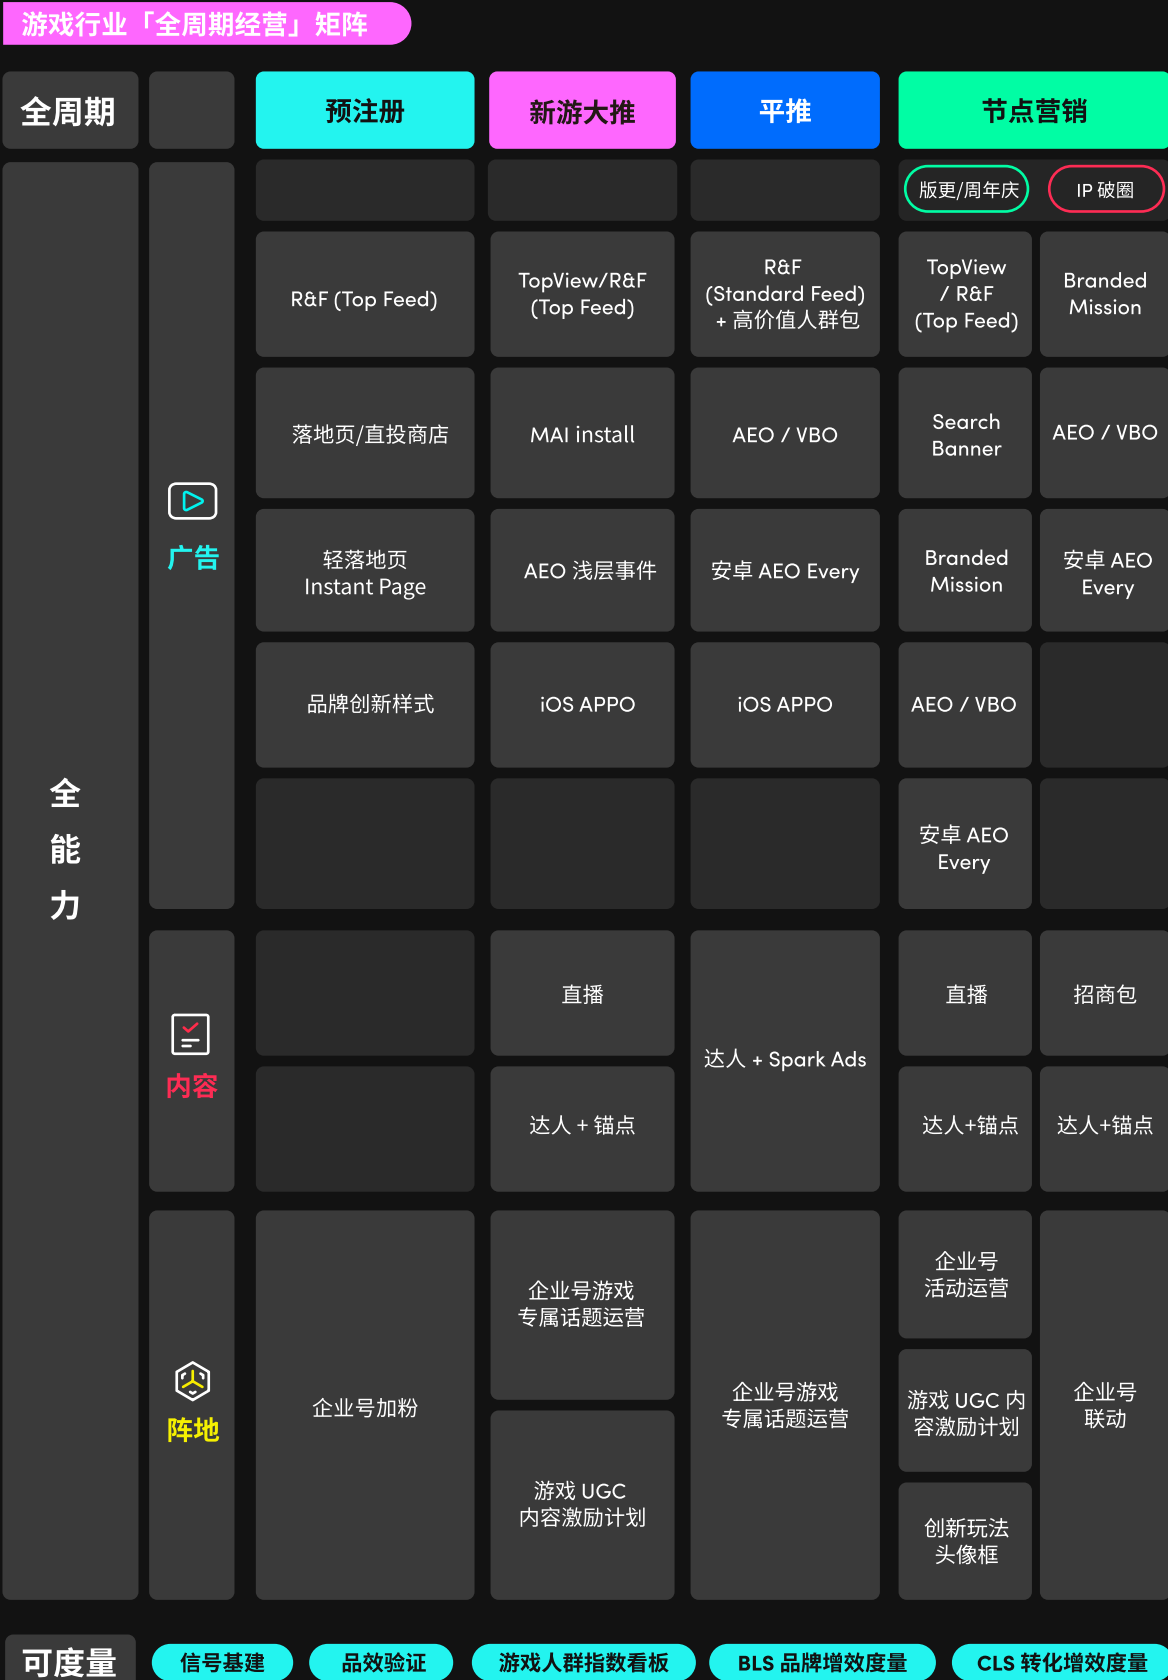 游戏行业「全周期经营」矩阵
全周期
预注册
新游大推
平推
节点营销
版更/周年庆
IP 破圈
全
能
力
广告
R&F (Top Feed)
TopView/R&F
(Top Feed)
R&F
(Standard Feed)
+ 高价值人群包
TopView
/ R&F
(Top Feed)
Branded
Mission
落地页/直投商店
MAI install
AEO / VBO
Search
Banner
AEO / VBO
轻落地页
Instant Page
AEO 浅层事件
安卓 AEO Every
Branded
Mission
安卓 AEO
Every
品牌创新样式
iOS APPO
iOS APPO
AEO / VBO
安卓 AEO
Every
内容
直播
达人 + Spark Ads
直播
招商包
达人 + 锚点
达人+锚点
达人+锚点
阵地
企业号加粉
企业号游戏
专属话题运营
游戏 UGC
内容激励计划
企业号游戏
专属话题运营
企业号
活动运营
游戏 UGC 内
容激励计划
创新玩法
头像框
企业号
联动
可度量
信号基建
品效验证
游戏人群指数看板
BLS 品牌增效度量
CLS 转化增效度量